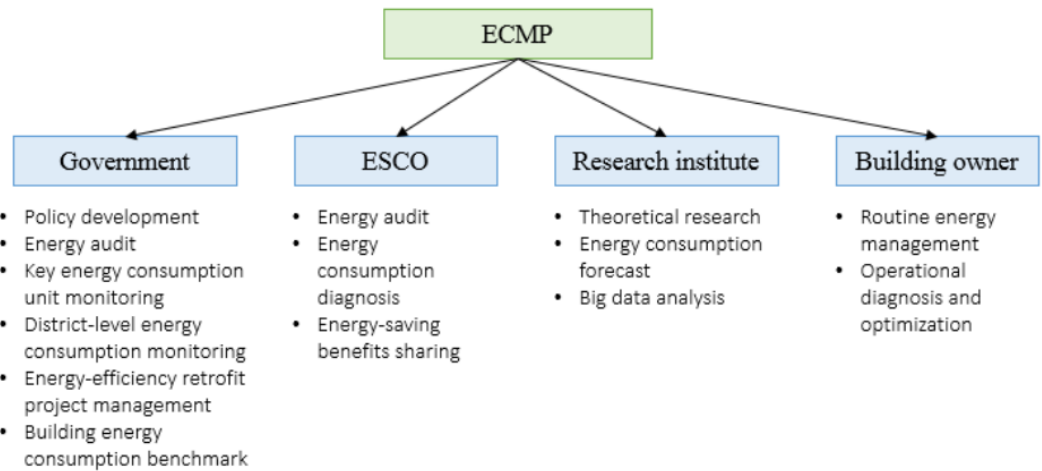 ECMP
Government
• Policy development
• Energy audit
• Key energy consumption
unit monitoring
• District-level energy
consumption monitoring
• Energy-efficiency retrofit
project management
• Building energy
consumption benchmark
ESCO
• Energy audit
• Energy
consumption
diagnosis
• Energy-saving
benefits sharing
Research institute
• Theoretical research
• Energy consumption
forecast
• Big data analysis
Building owner
• Routine energy
management
• Operational
diagnosis and
optimization